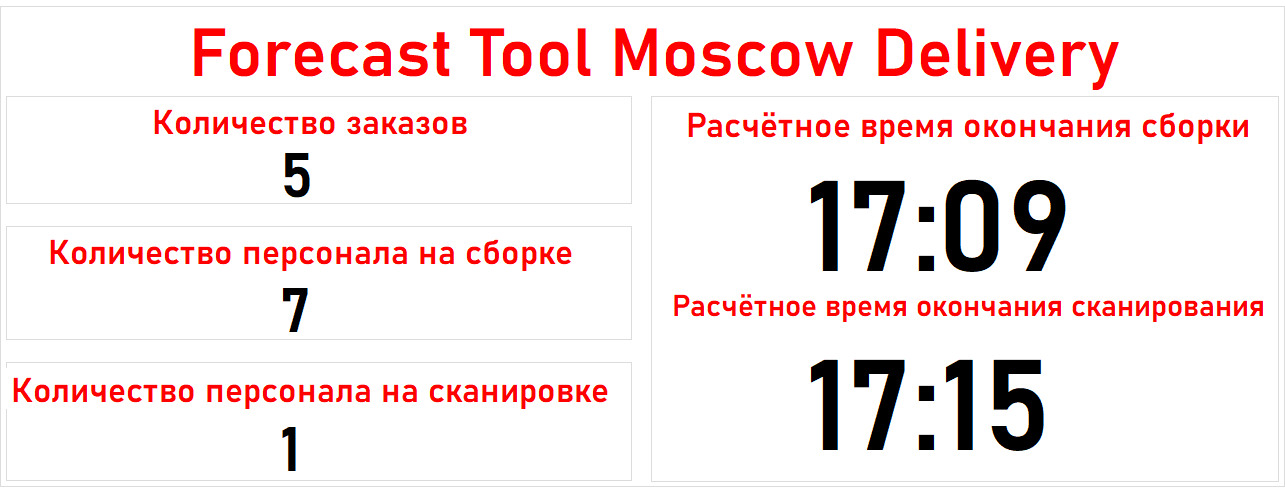 Forecast Tool Moscow Delivery
Количество заказов
5
Количество персонала на сборке
7
Количество персонала на сканировке
1
Расчётное время окончания сборки
17:09
Расчётное время окончания сканирования
17:15